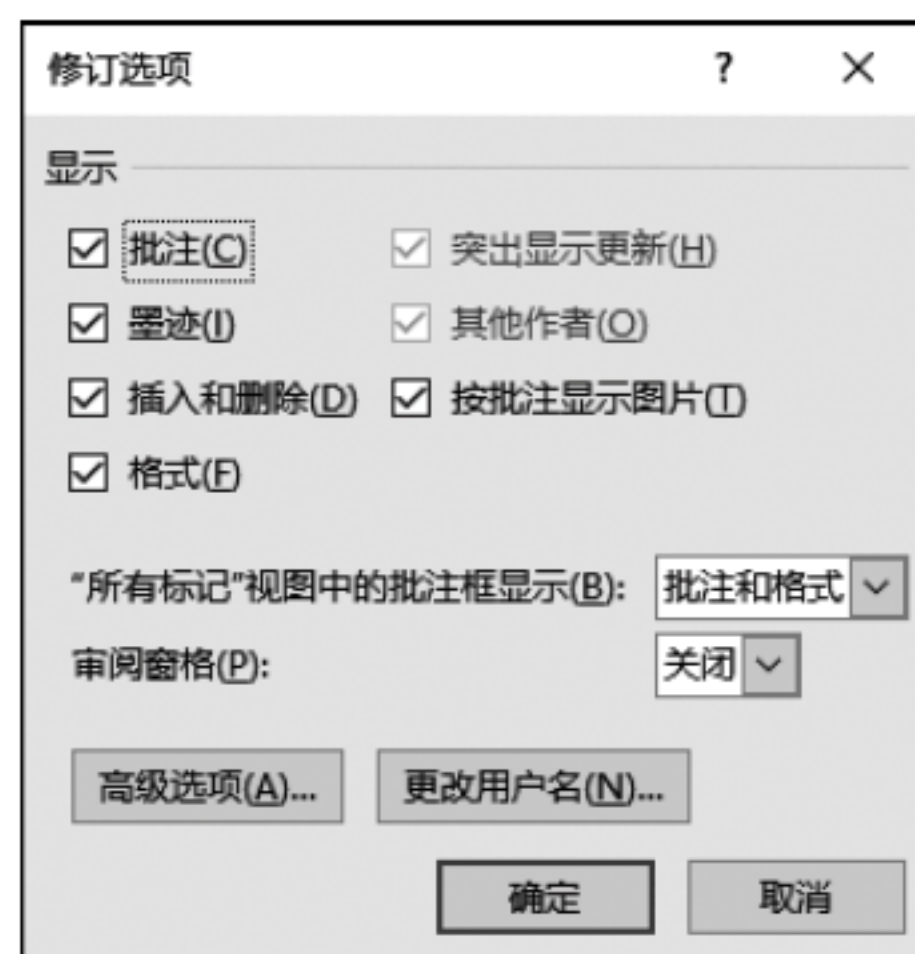 修订选项 ?
显示
批注(C) 突出显示更新(H)
墨迹(I) 其他作者(O)
插入和删除(D) 按批注显示图片(T)
格式(F)
“所有标记”视图中的批注框显示(B): 批注和格式
审阅窗格(P): 关闭
高级选项(A)... 更改用户名(N)...
确定 取消